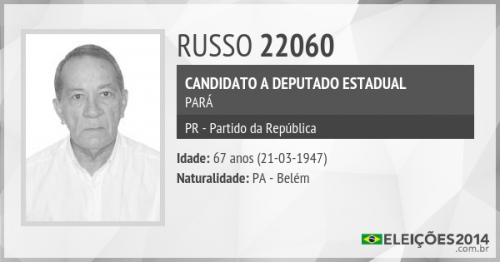 RUSSO 22060
CANDIDATO A DEPUTADO ESTADUAL
PARÁ
PR - Partido da República
Idade: 67 anos (21-03-1947)
Naturalidade: PA - Belém
ELEIÇÕES2014
.com.br